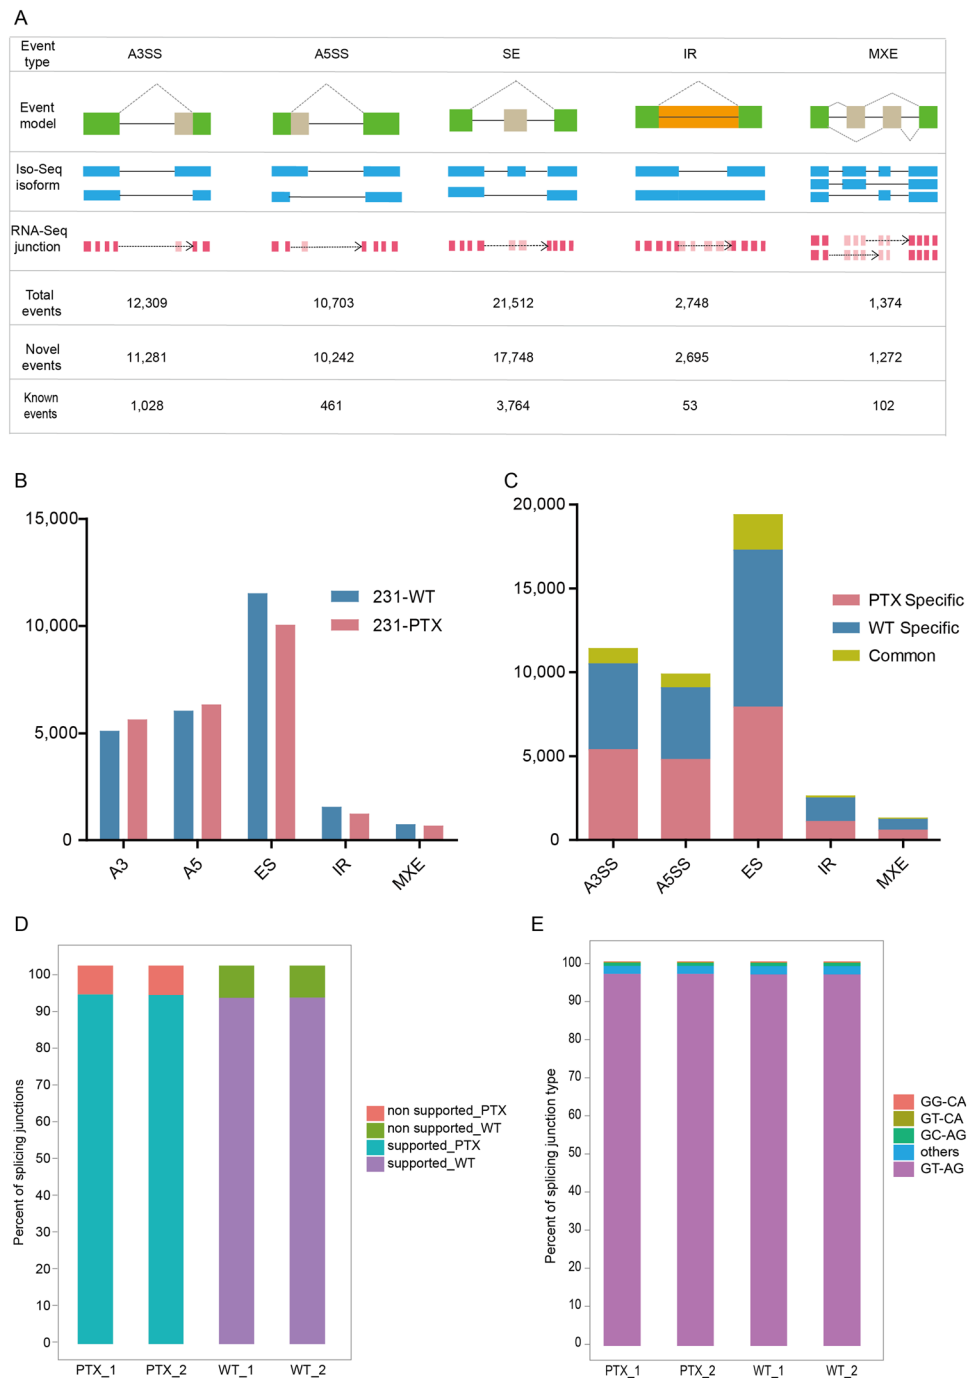 A
Event type
A3SS
A5SS
SE
IR
MXE
Event model
Iso-Seq isoform
RNA-Seq junction
Total events
12,309
10,703
21,512
2,748
1,374
Novel events
11,281
10,242
17,748
2,695
1,272
Known events
1,028
461
3,764
53
102
B
15,000
10,000
5,000
0
231-WT
231-PTX
A3
A5
ES
IR
MXE
C
20,000
15,000
10,000
5,000
0
PTX Specific
WT Specific
Common
A3SS
A5SS
ES
IR
MXE
D
Percent of splicing junctions
100
90
80
70
60
50
40
30
20
10
0
non supported_PTX
non supported_WT
supported_PTX
supported_WT
PTX_1
PTX_2
WT_1
WT_2
E
Percent of splicing junction type
100
90
80
70
60
50
40
30
20
10
0
GG-CA
GT-CA
GC-AG
others
GT-AG
PTX_1
PTX_2
WT_1
WT_2